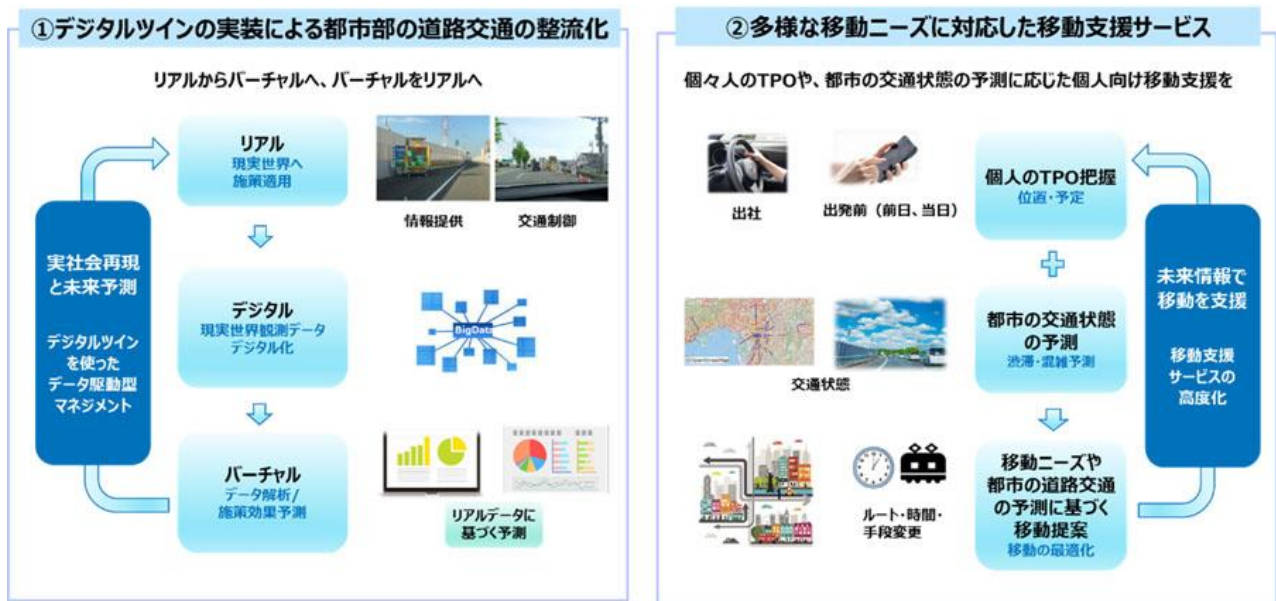 ①デジタルツインの実装による都市部の道路交通の整流化
リアルからバーチャルへ、バーチャルをリアルへ
リアル
現実世界へ
施策適用
情報提供
交通制御
実社会再現
と未来予測
デジタルツイン
を使った
データ駆動型
マネジメント
デジタル
現実世界観測データ
デジタル化
BigData
バーチャル
データ解析/
施策効果予測
リアルデータに
基づく予測
②多様な移動ニーズに対応した移動支援サービス
個々人のTPOや、都市の交通状態の予測に応じた個人向け移動支援を
出社
出発前（前日、当日）
個人のTPO把握
位置・予定
交通状態
都市の交通状態
の予測
渋滞・混雑予測
未来情報で
移動を支援
移動支援
サービスの
高度化
ルート・時間・
手段変更
移動ニーズや
都市の道路交通
の予測に基づく
移動提案
移動の最適化